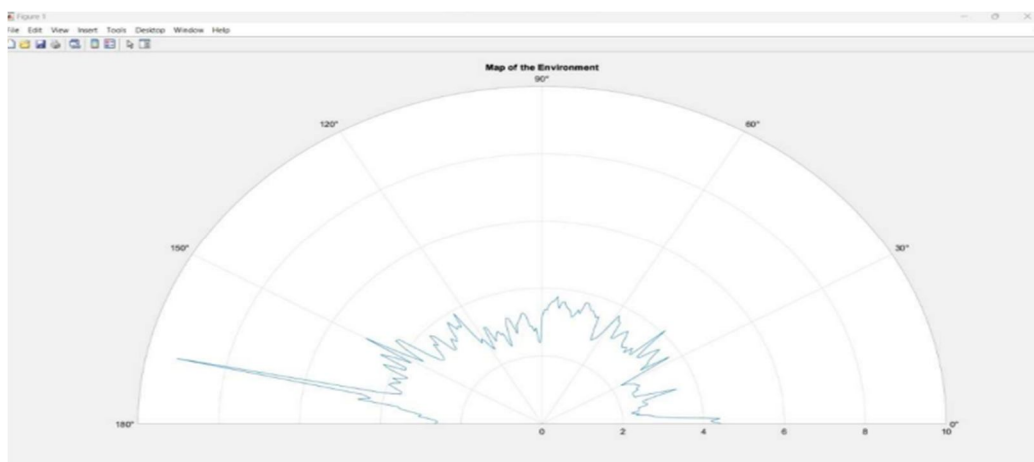 Figure 1
File Edit View Insert Tools Desktop Window Help
Map of the Environment
90°
120°
60°
150°
30°
180°
0°
0 2 4 6 8 10